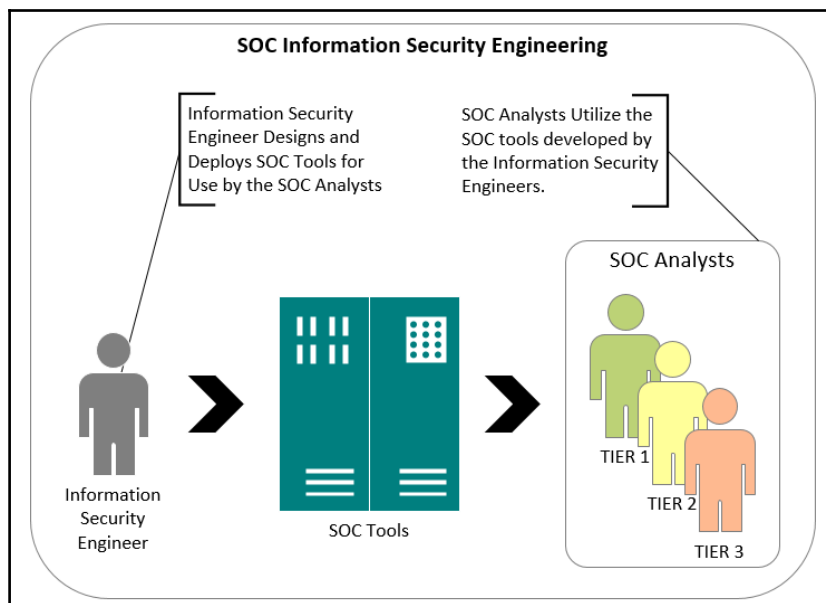 SOC Information Security Engineering
Information Security
Engineer Designs and
Deploys SOC Tools for
Use by the SOC Analysts
SOC Analysts Utilize the
SOC tools developed by
the Information Security
Engineers.
SOC Analysts
TIER 1
TIER 2
TIER 3
Information
Security
Engineer
SOC Tools